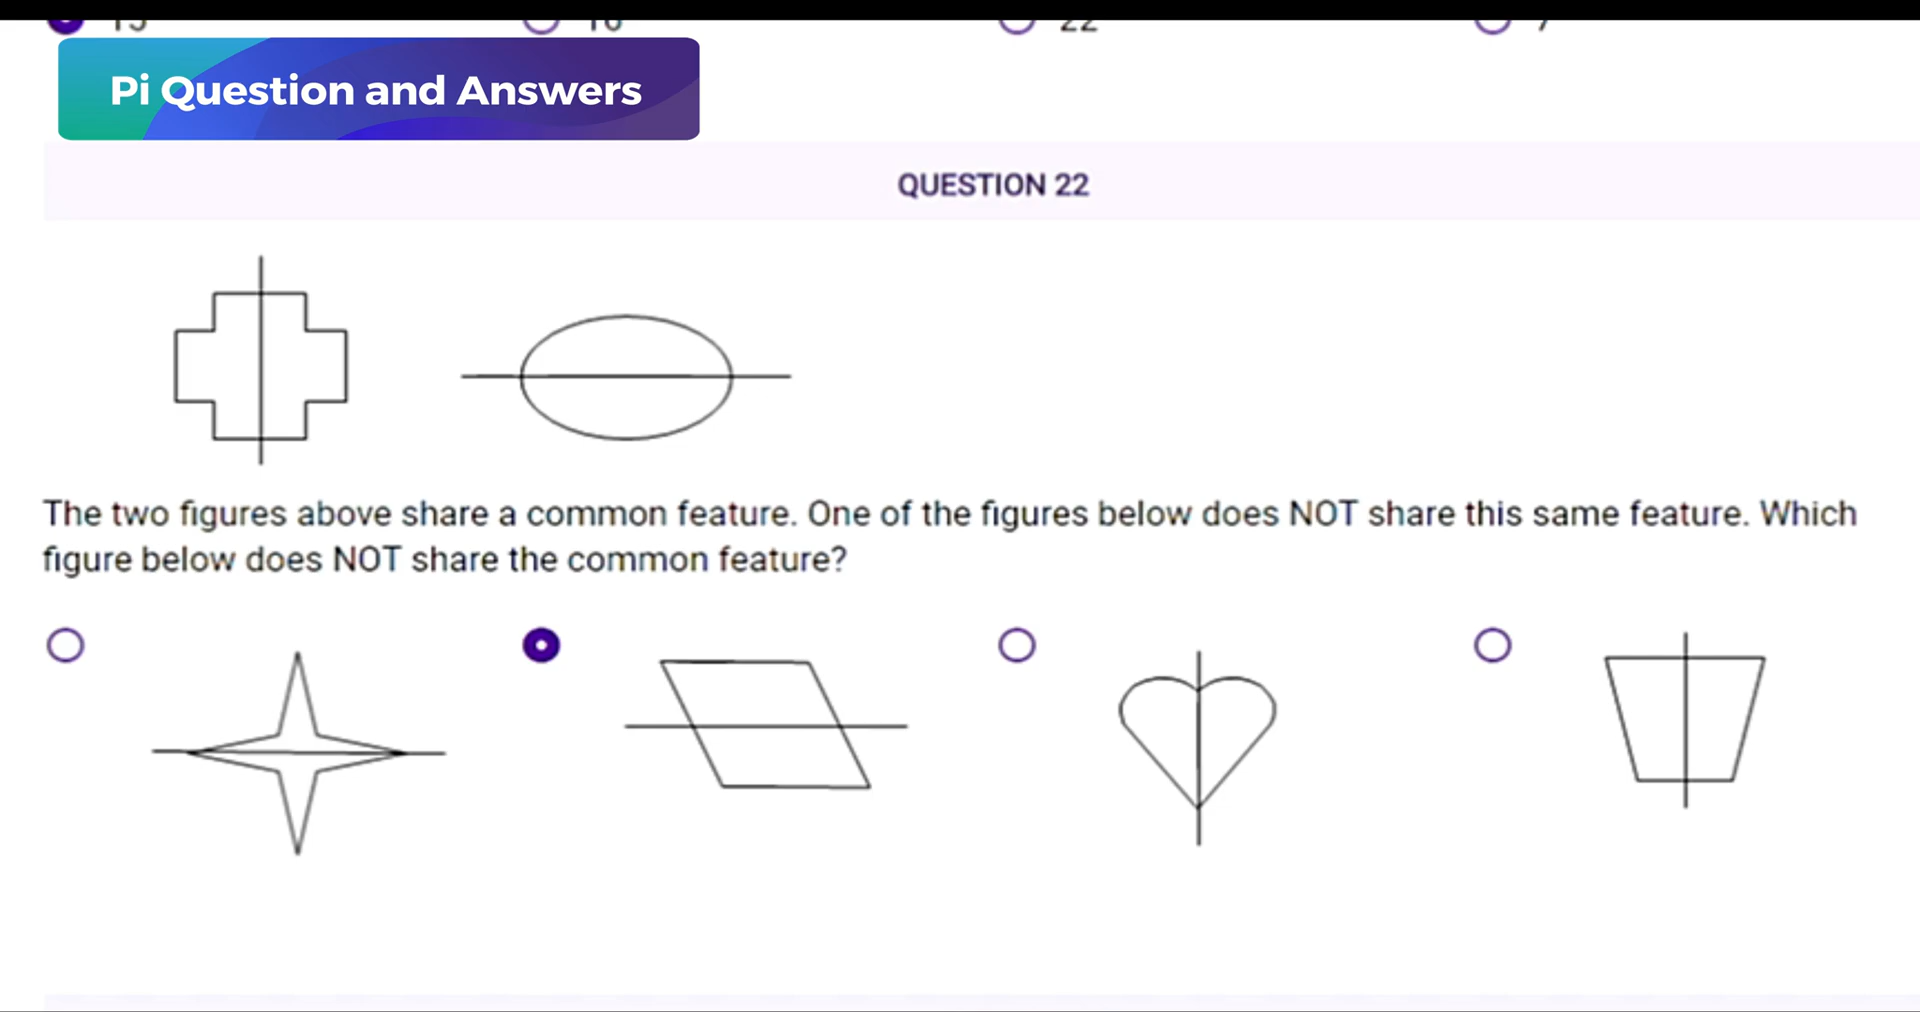 Pi Question and Answers
QUESTION 22
The two figures above share a common feature. One of the figures below does NOT share this same feature. Which
figure below does NOT share the common feature?